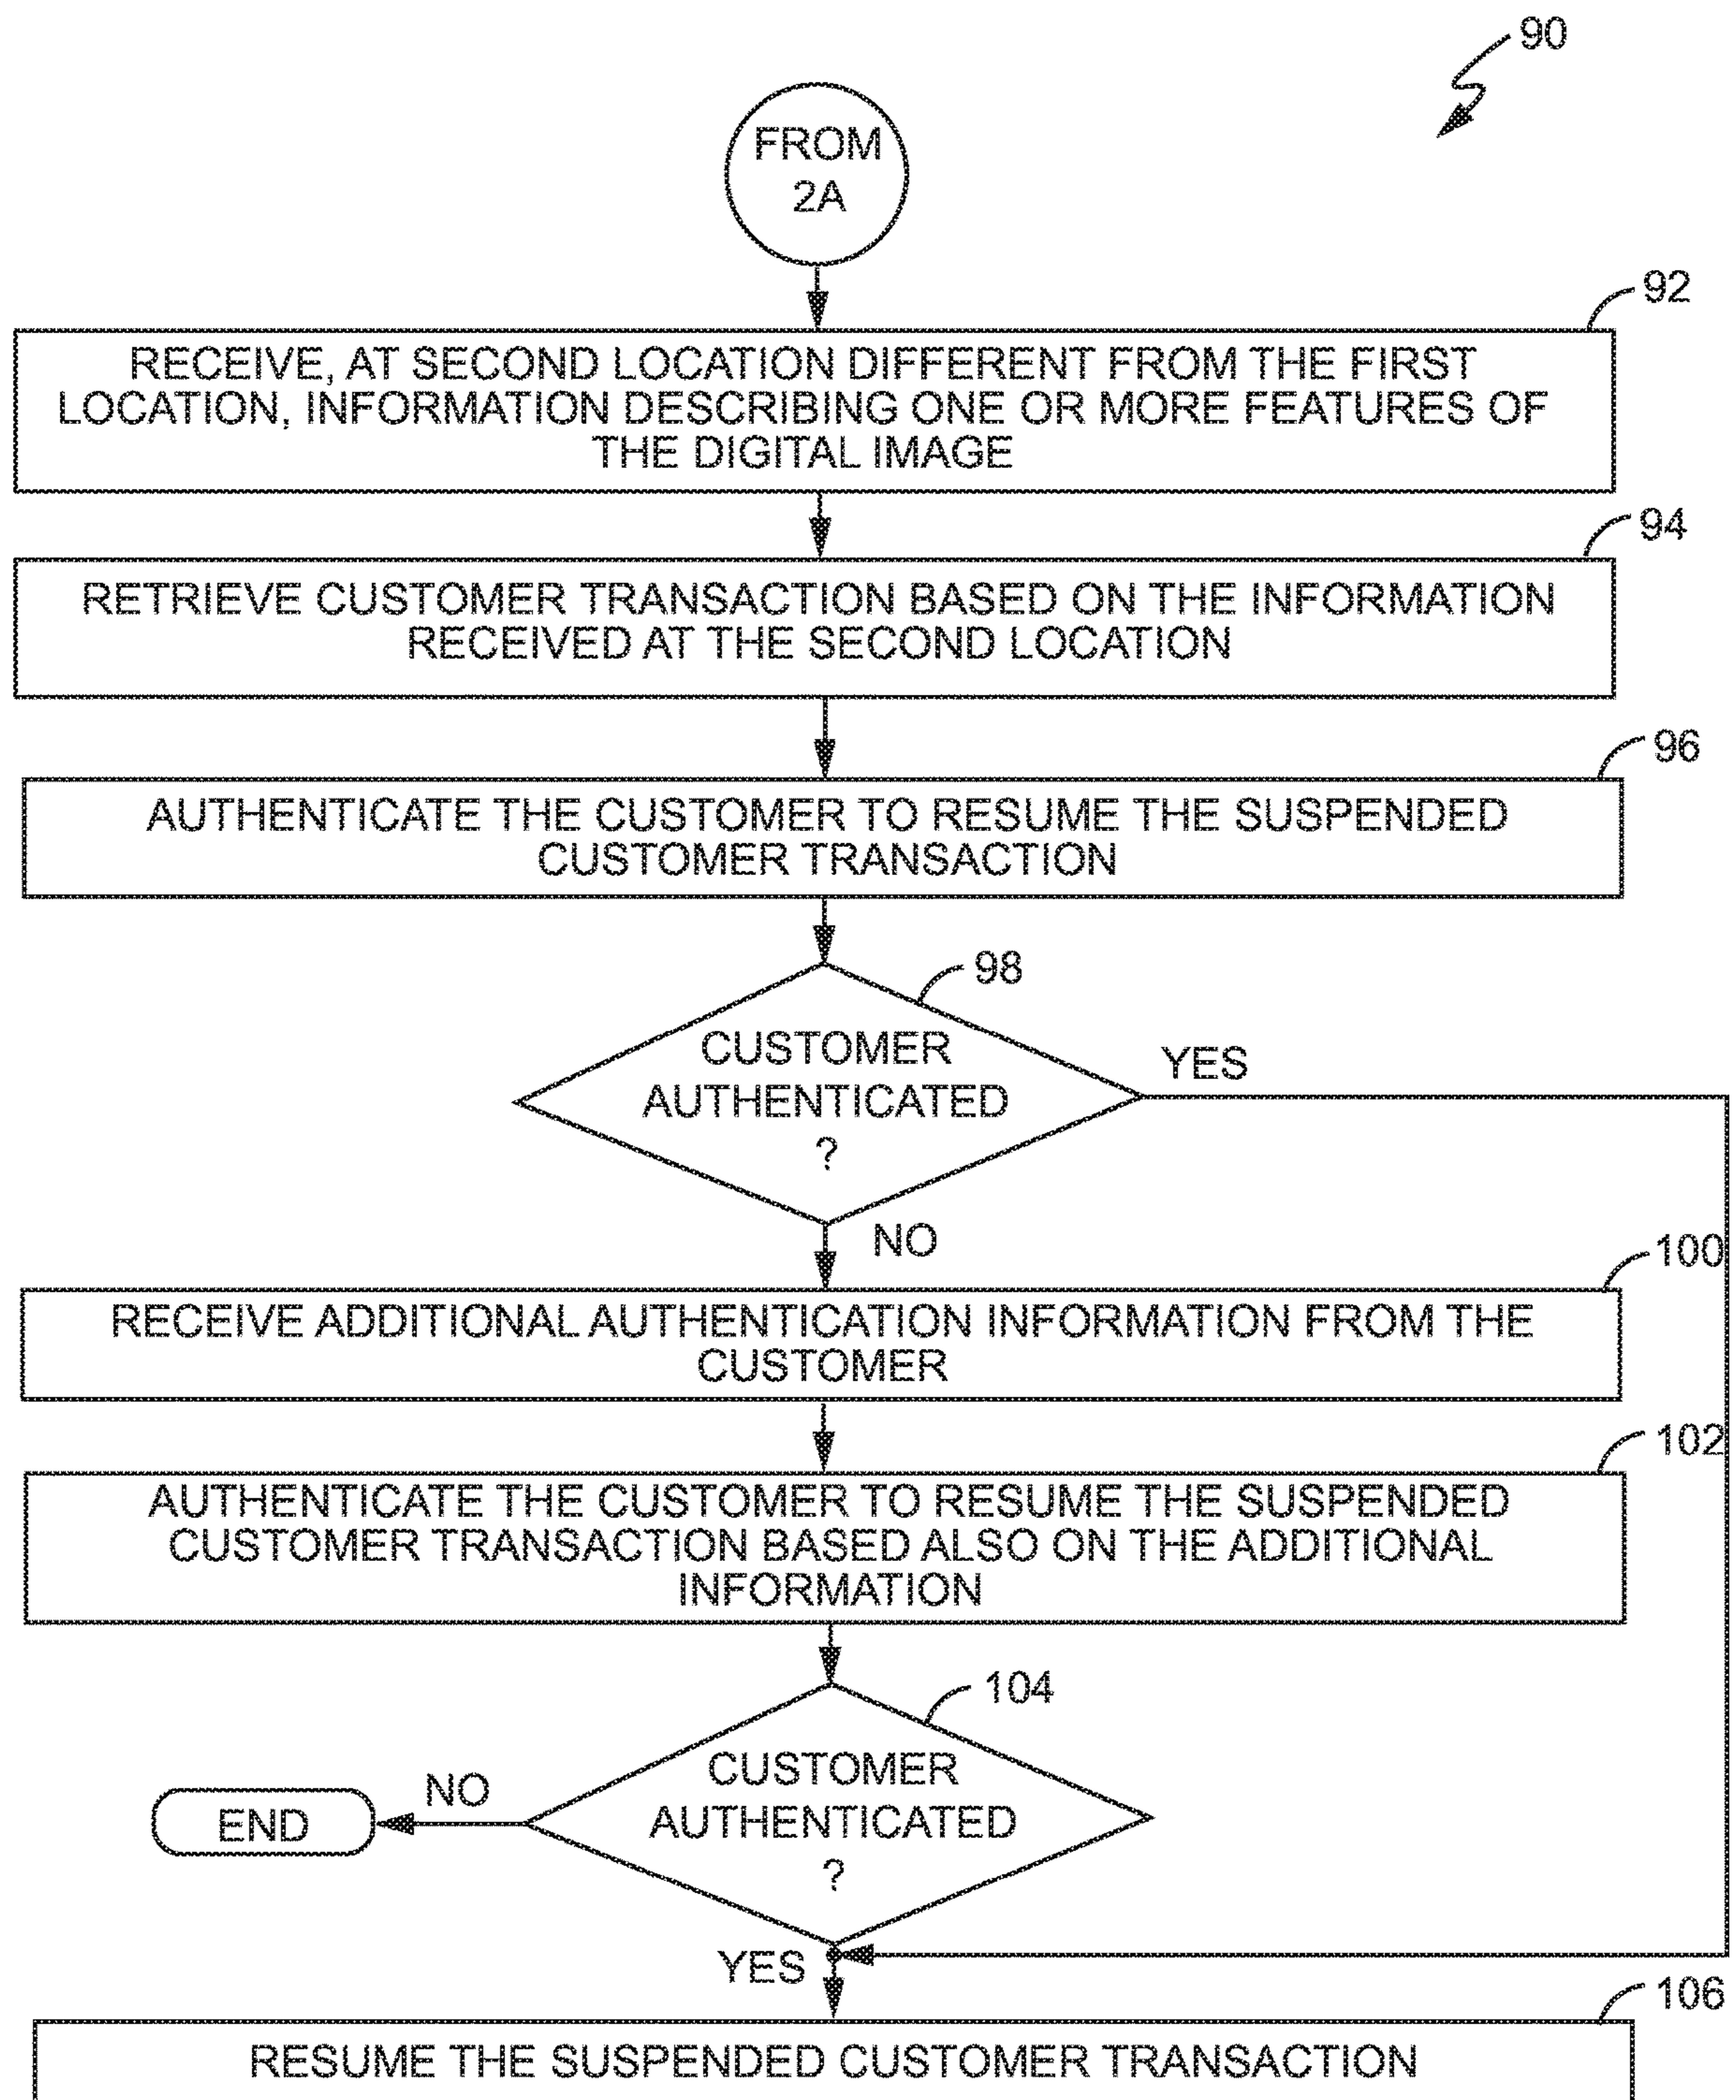 90
FROM
2A
92
RECEIVE, AT SECOND LOCATION DIFFERENT FROM THE FIRST
LOCATION, INFORMATION DESCRIBING ONE OR MORE FEATURES OF
THE DIGITAL IMAGE
94
RETRIEVE CUSTOMER TRANSACTION BASED ON THE INFORMATION
RECEIVED AT THE SECOND LOCATION
96
AUTHENTICATE THE CUSTOMER TO RESUME THE SUSPENDED
CUSTOMER TRANSACTION
98
CUSTOMER
AUTHENTICATED
?
YES
NO
100
RECEIVE ADDITIONAL AUTHENTICATION INFORMATION FROM THE
CUSTOMER
102
AUTHENTICATE THE CUSTOMER TO RESUME THE SUSPENDED
CUSTOMER TRANSACTION BASED ALSO ON THE ADDITIONAL
INFORMATION
104
CUSTOMER
AUTHENTICATED
?
NO
END
YES
106
RESUME THE SUSPENDED CUSTOMER TRANSACTION